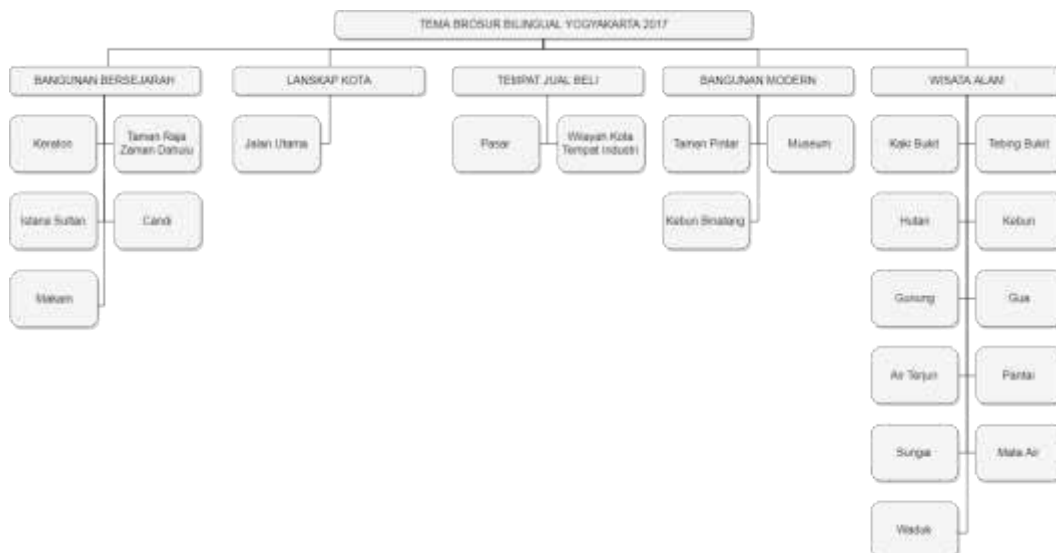 TEMA BROSUR BILINGUAL YOGYAKARTA 2017
BANGUNAN BERSEJARAH
LANSKAP KOTA
TEMPAT JUAL BELI
BANGUNAN MODERN
WISATA ALAM
Keraton
Taman Raja
Zaman Dahulu
Jalan Utama
Pasar
Wilayah Kota
Tempat Industri
Taman Pintar
Museum
Kaki Bukit
Tebing Bukit
Istana Sultan
Candi
Kebun Binatang
Hutan
Kebun
Makam
Gunung
Gua
Air Terjun
Pantai
Sungai
Mata Air
Waduk